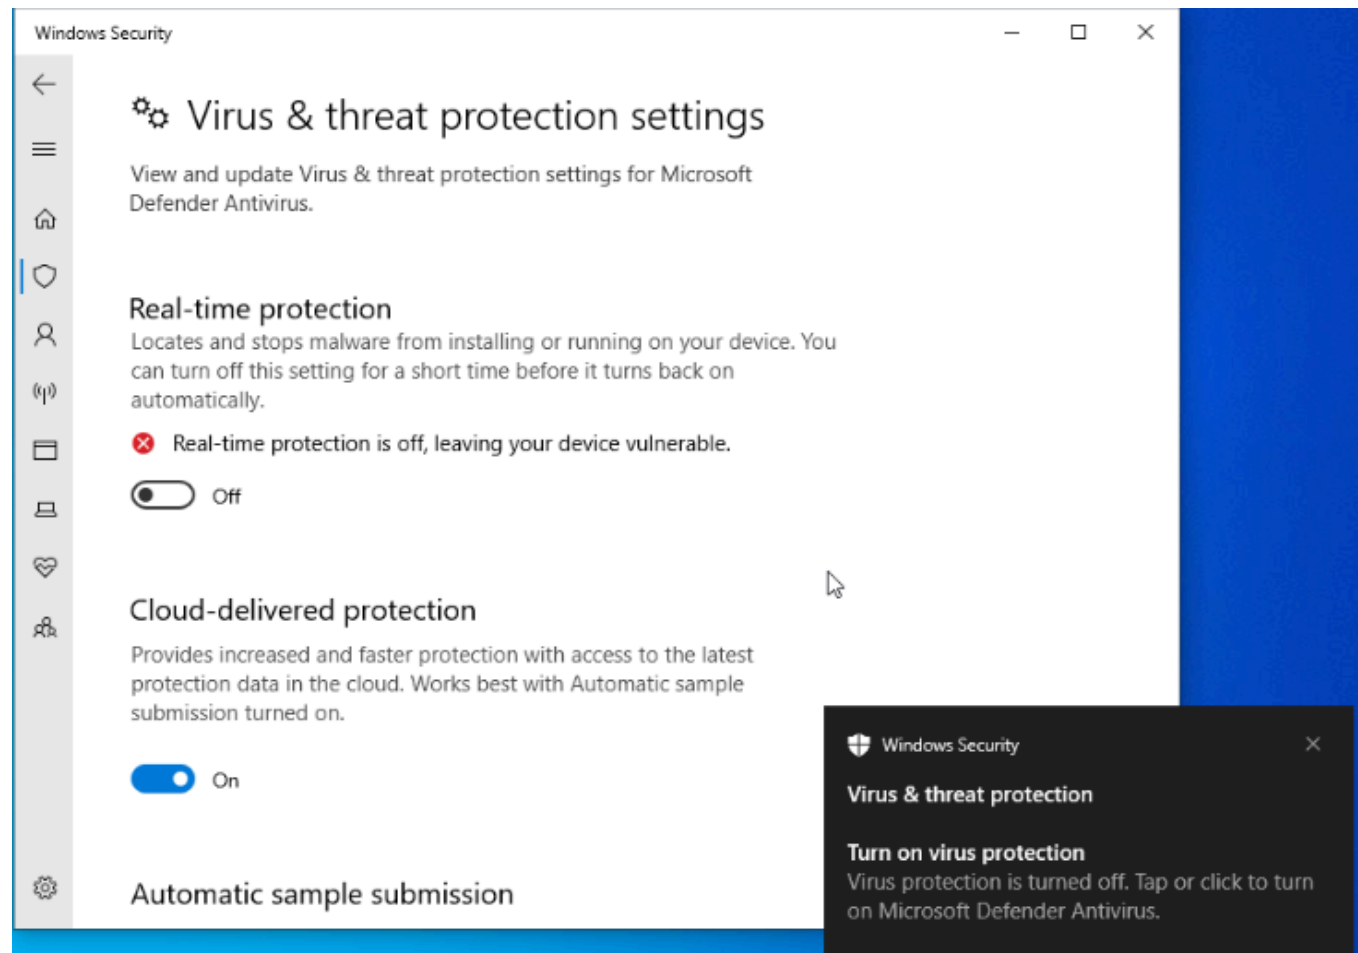 Windows Security
Virus & threat protection settings
View and update Virus & threat protection settings for Microsoft
Defender Antivirus.
Real-time protection
Locates and stops malware from installing or running on your device. You
can turn off this setting for a short time before it turns back on
automatically.
Real-time protection is off, leaving your device vulnerable.
Off
Cloud-delivered protection
Provides increased and faster protection with access to the latest
protection data in the cloud. Works best with Automatic sample
submission turned on.
On
Automatic sample submission
Windows Security
Virus & threat protection
Turn on virus protection
Virus protection is turned off. Tap or click to turn
on Microsoft Defender Antivirus.